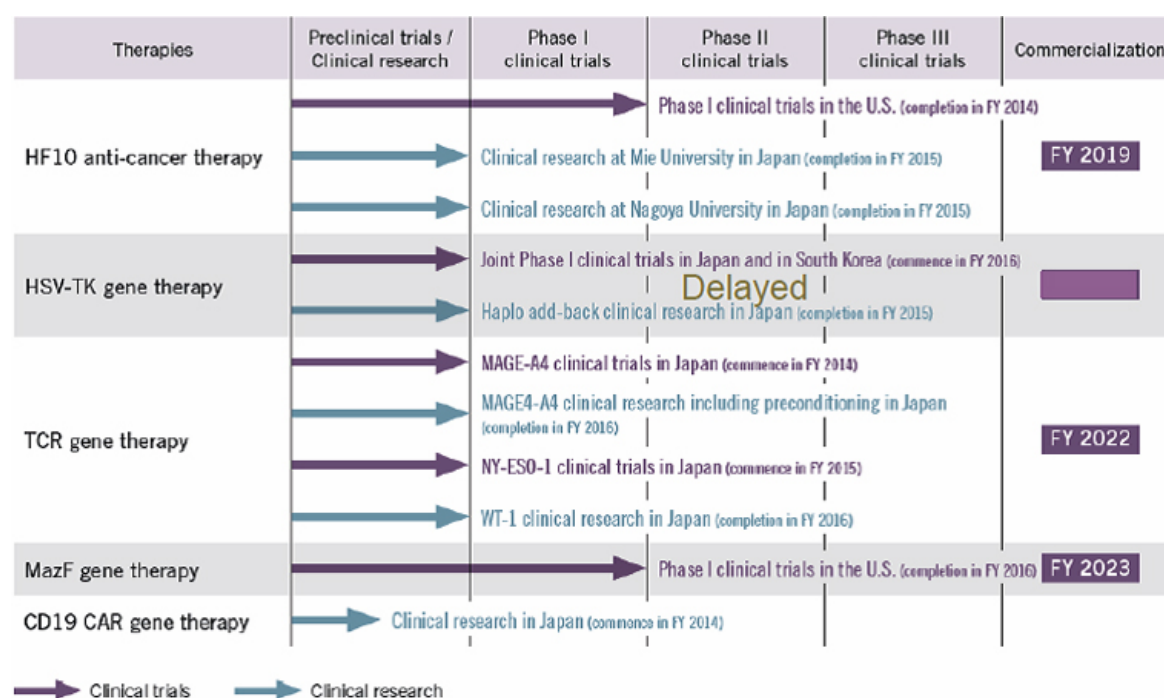 Therapies
Preclinical trials /
Clinical research
Phase I
clinical trials
Phase II
clinical trials
Phase III
clinical trials
Commercialization
HF10 anti-cancer therapy
Phase I clinical trials in the U.S. (completion in FY 2014)
Clinical research at Mie University in Japan (completion in FY 2015)
Clinical research at Nagoya University in Japan (completion in FY 2015)
FY 2019
HSV-TK gene therapy
Joint Phase I clinical trials in Japan and in South Korea (commence in FY 2016)
Delayed
Haplo add-back clinical research in Japan (completion in FY 2015)
TCR gene therapy
MAGE-A4 clinical trials in Japan (commence in FY 2014)
MAGE4-A4 clinical research including preconditioning in Japan
(completion in FY 2016)
NY-ESO-1 clinical trials in Japan (commence in FY 2015)
WT-1 clinical research in Japan (completion in FY 2016)
FY 2022
MazF gene therapy
Phase I clinical trials in the U.S. (completion in FY 2016)
FY 2023
CD19 CAR gene therapy
Clinical research in Japan (commence in FY 2014)
Clinical trials
Clinical research